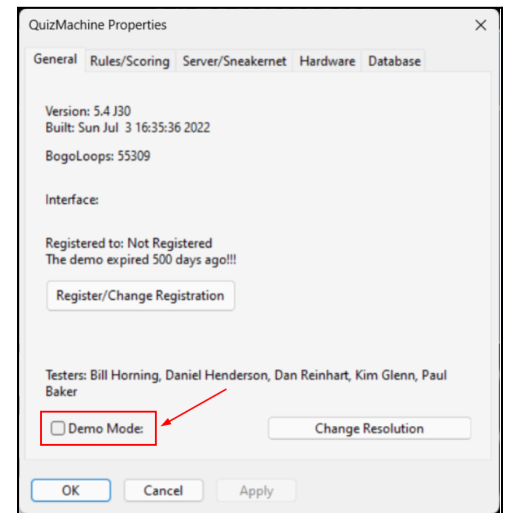 QuizMachine Properties
General Rules/Scoring Server/Sneakernet Hardware Database
Version: 5.4 J30
Built: Sun Jul  3 16:35:36 2022
BogoLoops: 55309
Interface:
Registered to: Not Registered
The demo expired 500 days ago!!!
Register/Change Registration
Testers: Bill Horning, Daniel Henderson, Dan Reinhart, Kim Glenn, Paul
Baker
Demo Mode:
Change Resolution
OK Cancel Apply